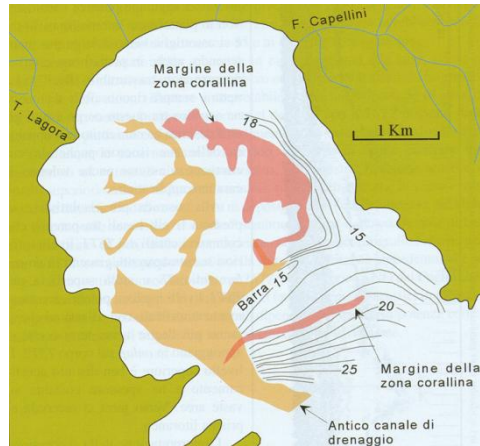 F. Capellini
Margine della
zona corallina
T. Lagora
18
1 Km
15
Barra
15
20
25
Margine della
zona corallina
Antico canale di
drenaggio